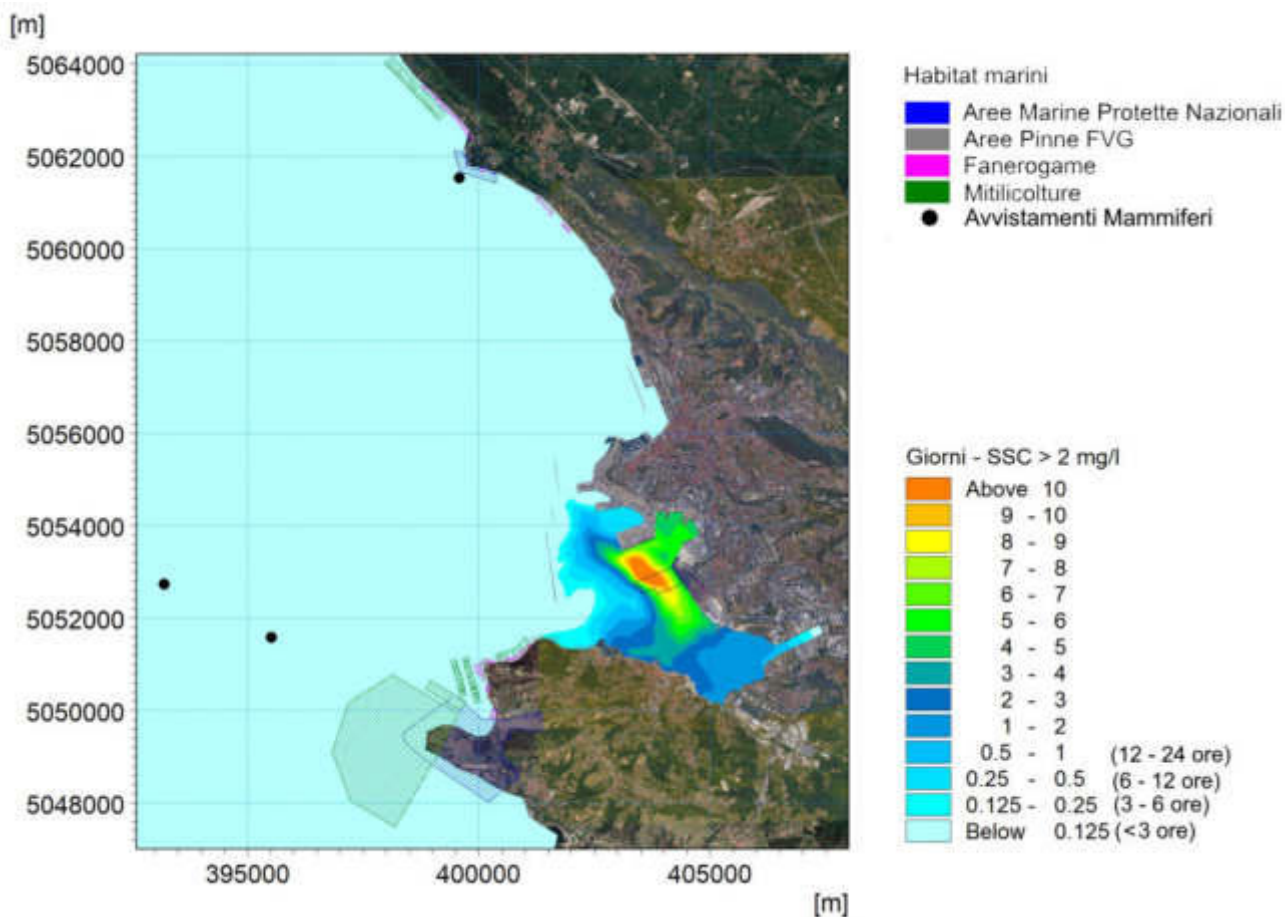 [m]
5064000
5062000
5060000
5058000
5056000
5054000
5052000
5050000
5048000
395000
400000
405000
[m]
Habitat marini
Aree Marine Protette Nazionali
Aree Pinne FVG
Fanerogame
Mitilicolture
Avvistamenti Mammiferi
Giorni - SSC > 2 mg/l
Above 10
9 - 10
8 - 9
7 - 8
6 - 7
5 - 6
4 - 5
3 - 4
2 - 3
1 - 2
0.5 - 1 (12 - 24 ore)
0.25 - 0.5 (6 - 12 ore)
0.125 - 0.25 (3 - 6 ore)
Below 0.125 (<3 ore)